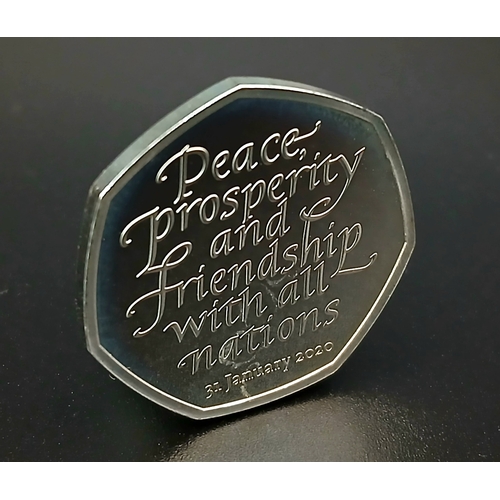 Peace,
prosperity
and
friendship
with all
nations
31 January 2020